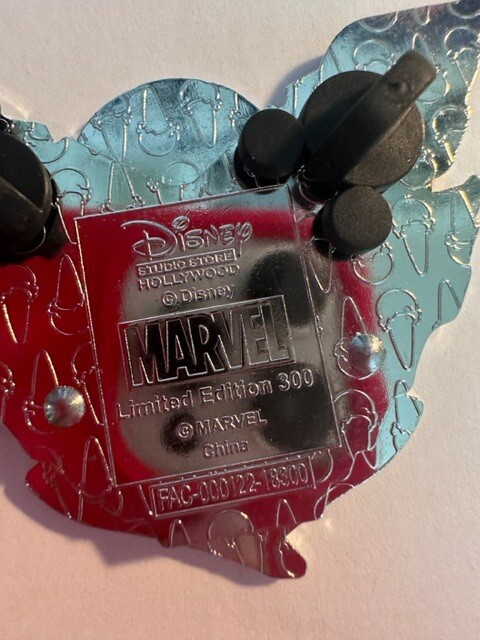 Disney
STUDIO STORE
HOLLYWOOD
©Disney
MARVEL
Limited Edition 300
© MARVEL
China
FAC-000122-18300